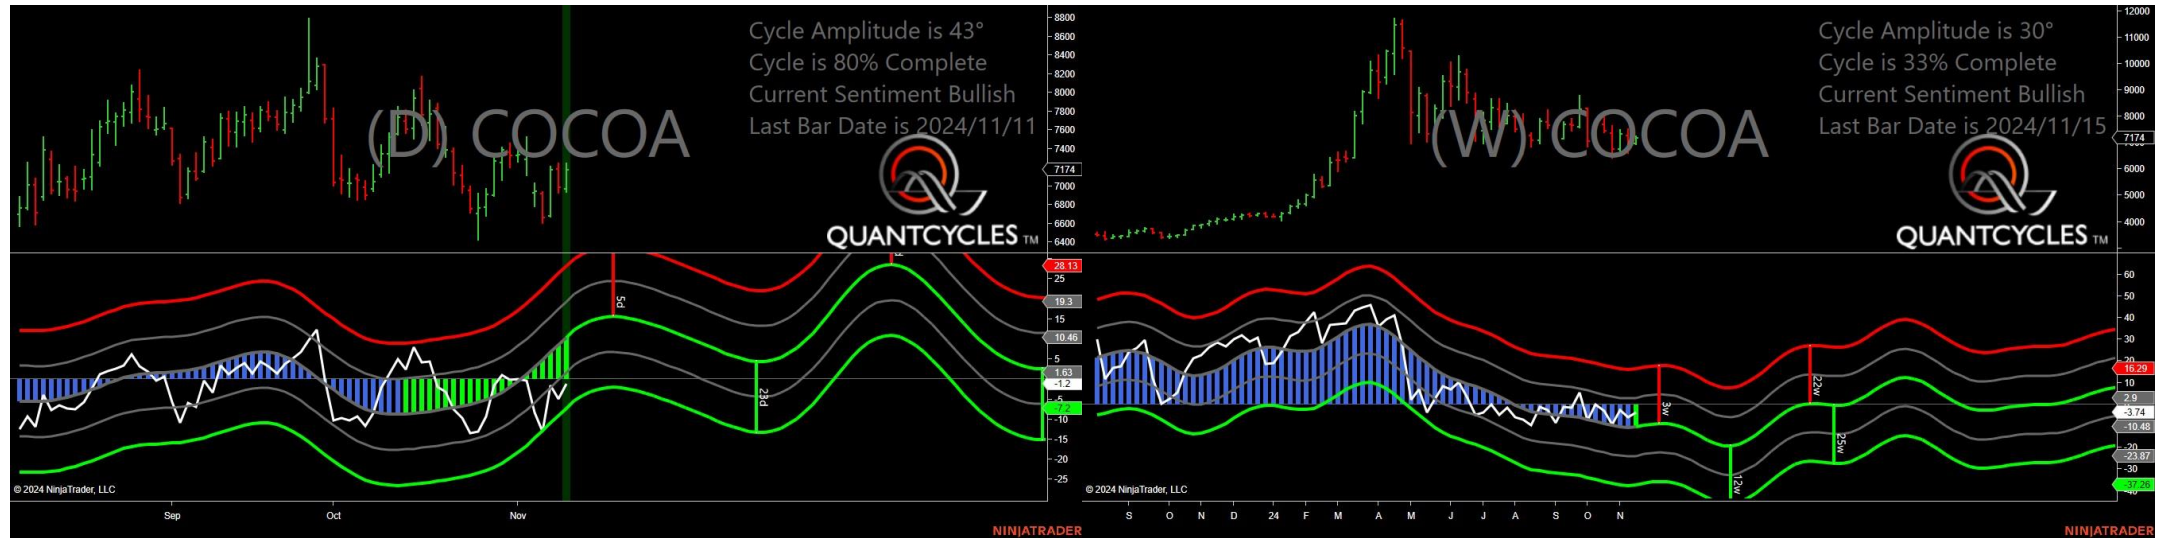 Cycle Amplitude is 43°
Cycle is 80% Complete
Current Sentiment Bullish
Last Bar Date is 2024/11/11
(D) COCOA
QUANTCYCLES TM
8800
8600
8400
8200
8000
7800
7600
7400
7174
7000
6800
6600
6400
28.13
25
19.3
15
10.46
5
1.63
-1.2
-5
-7.2
-10
-15
-20
-25
5d
23d
© 2024 NinjaTrader, LLC
Sep Oct Nov
NINJATRADER
Cycle Amplitude is 30°
Cycle is 33% Complete
Current Sentiment Bullish
Last Bar Date is 2024/11/15
(W) COCOA
QUANTCYCLES TM
12000
11000
10000
9000
8000
7174
6000
5000
4000
60
50
40
30
20
16.29
10
2.9
-3.74
-10.48
-20
-23.87
-30
-37.26
-40
3w
12w
22w
25w
© 2024 NinjaTrader, LLC
S O N D 24 F M A M J J A S O N
NINJATRADER